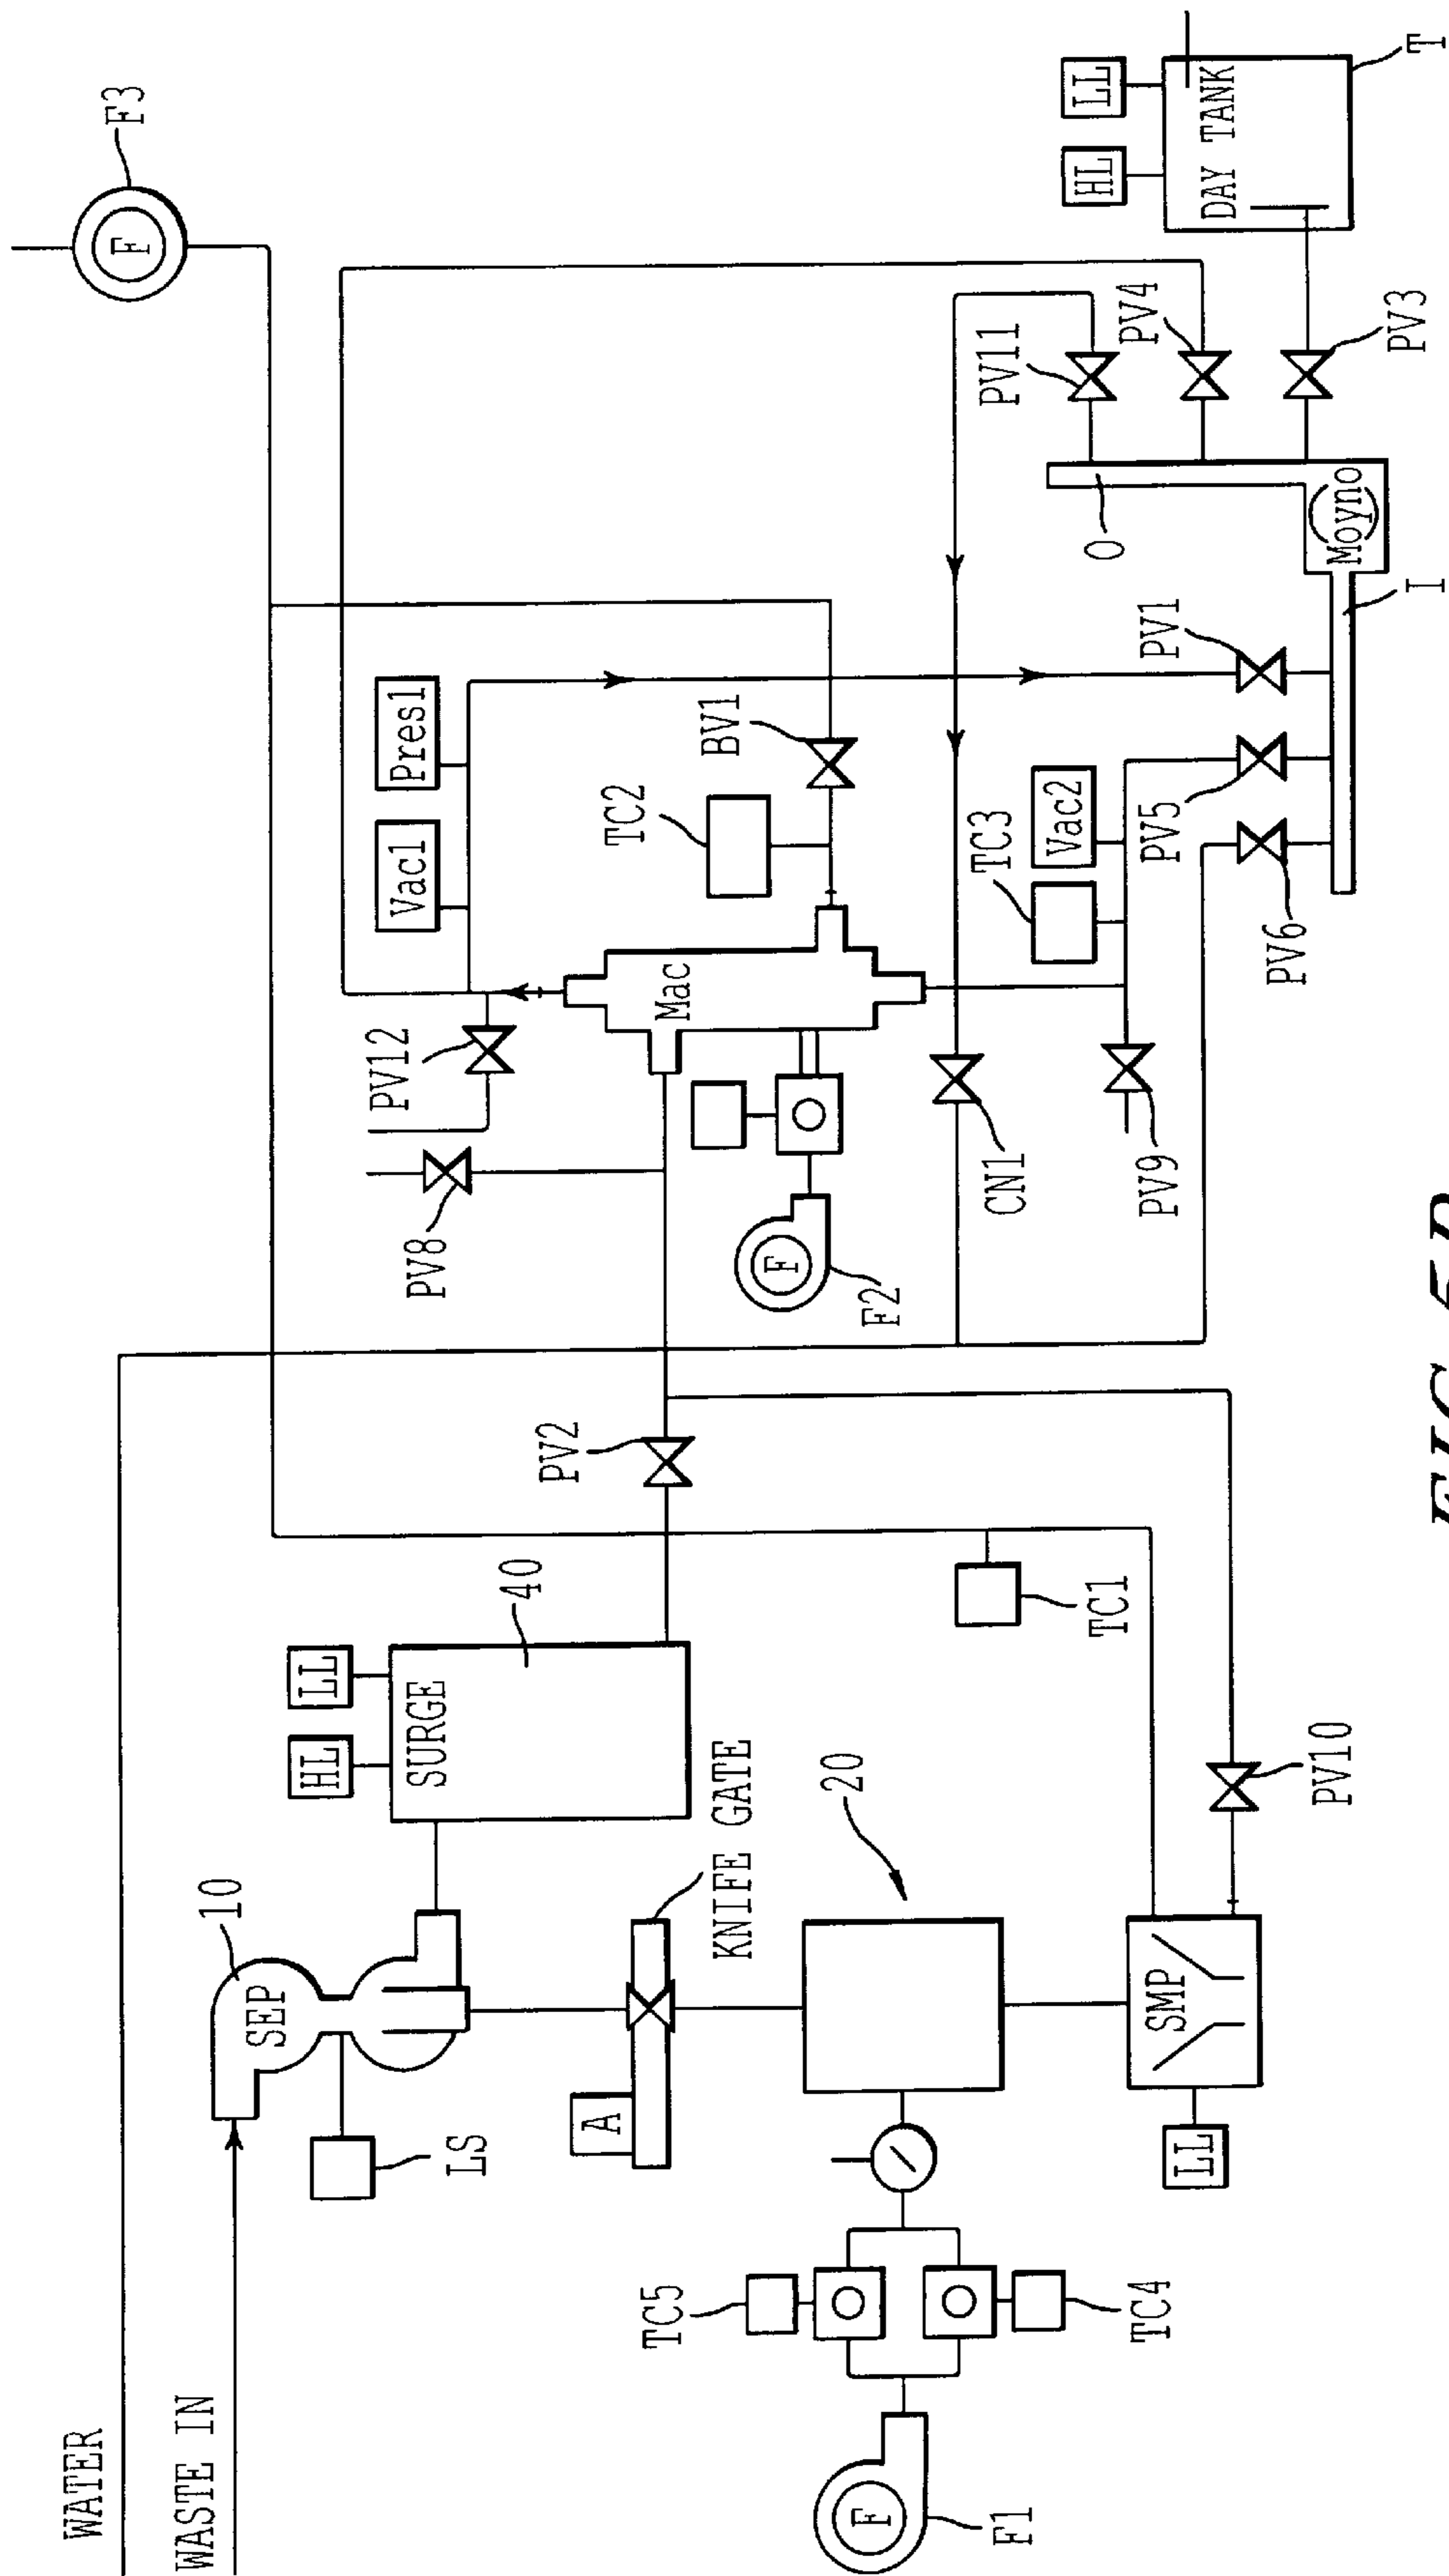 WATER
WASTE IN
10
SEP
LS
HL
LL
SURGE
40
A
KNIFE GATE
20
TC5
TC4
F
F1
SMP
LL
PV10
TC1
PV2
PV8
PV12
Vac1
Pres1
F
F3
Mac
TC2
BV1
F
F2
CN1
TC3
Vac2
PV9
PV6
PV5
PV1
I
Moyno
O
PV11
PV4
PV3
HL
LL
DAY TANK
T